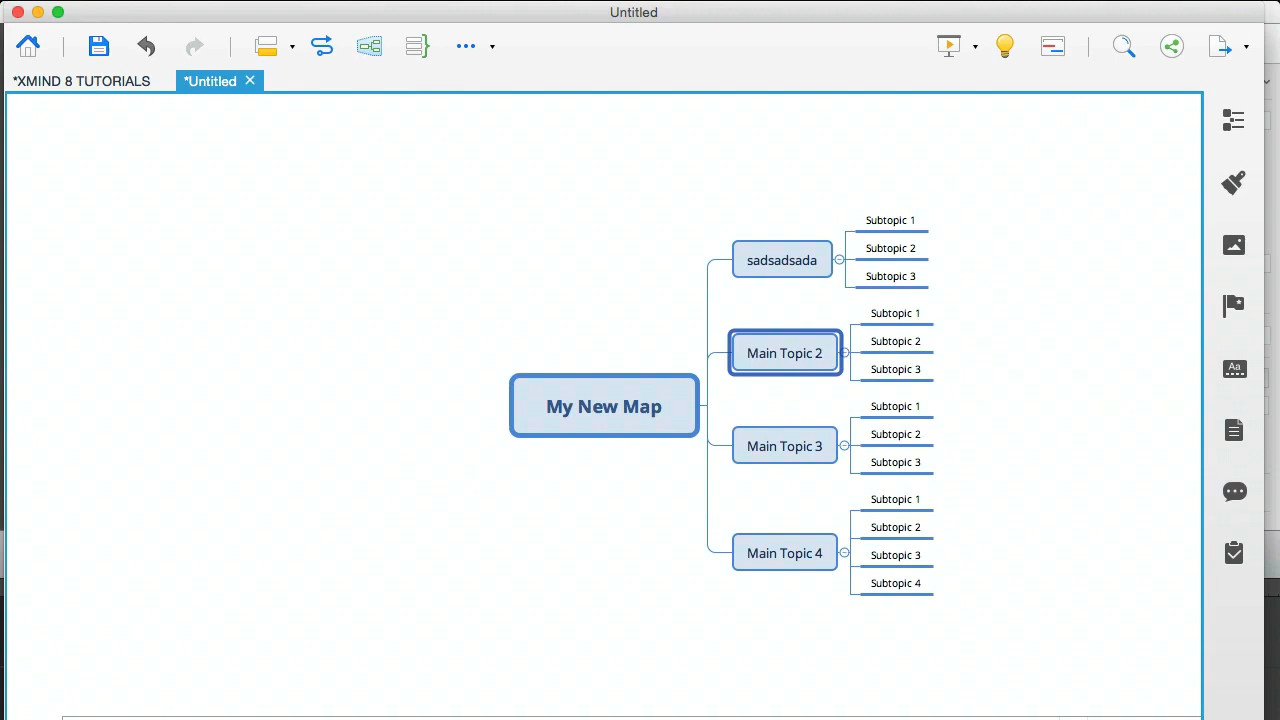 Untitled
*XMIND 8 TUTORIALS
*Untitled
My New Map
sadsadsada
Subtopic 1
Subtopic 2
Subtopic 3
Main Topic 2
Subtopic 1
Subtopic 2
Subtopic 3
Main Topic 3
Subtopic 1
Subtopic 2
Subtopic 3
Main Topic 4
Subtopic 1
Subtopic 2
Subtopic 3
Subtopic 4
Aa